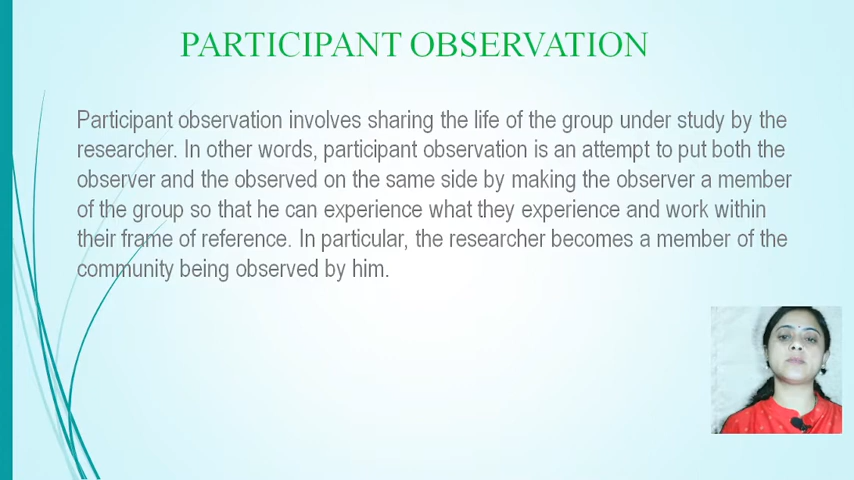 PARTICIPANT OBSERVATION
Participant observation involves sharing the life of the group under study by the
researcher. In other words, participant observation is an attempt to put both the
observer and the observed on the same side by making the observer a member
of the group so that he can experience what they experience and work within
their frame of reference. In particular, the researcher becomes a member of the
community being observed by him.